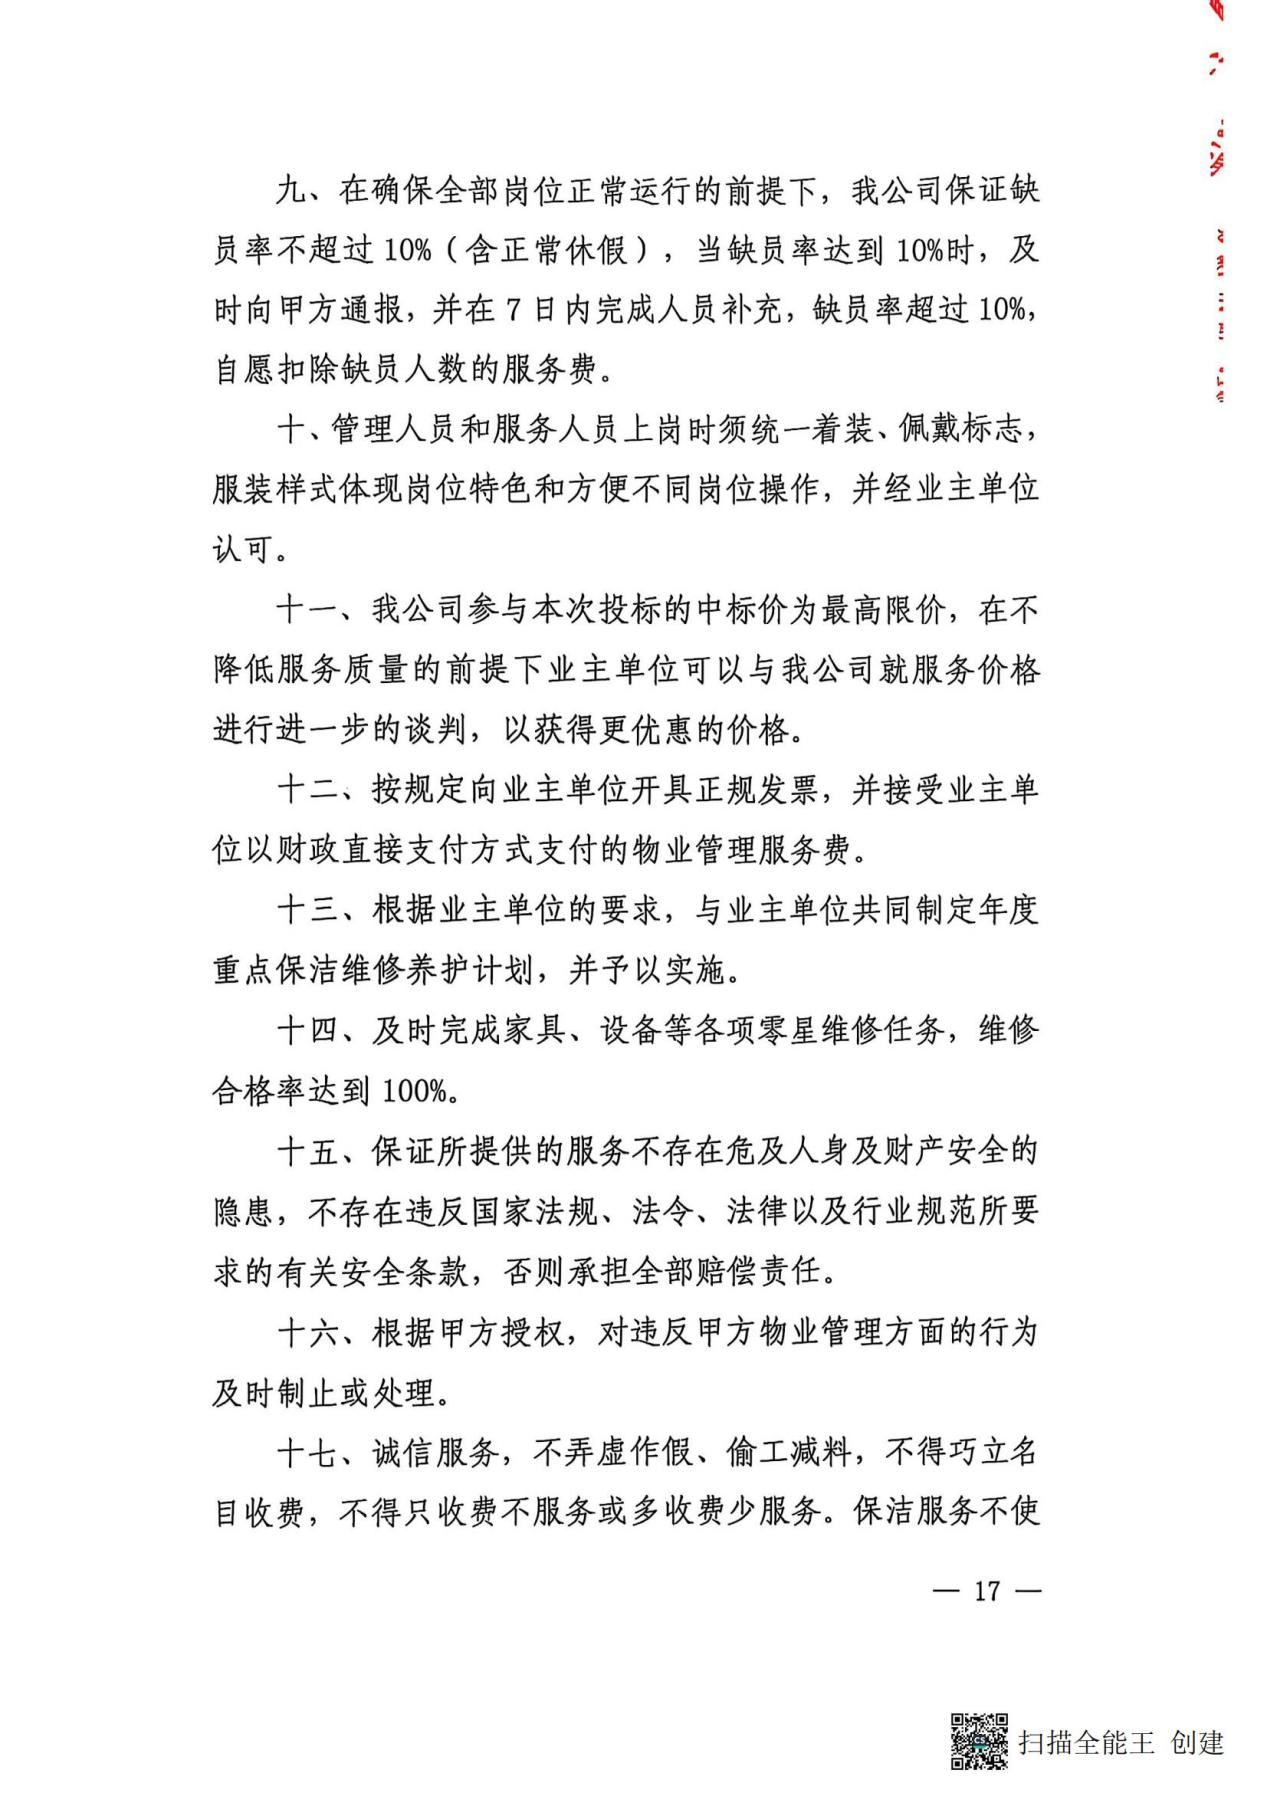 九、在确保全部岗位正常运行的前提下，我公司保证缺
员率不超过10%（含正常休假），当缺员率达到10%时，及
时向甲方通报，并在7日内完成人员补充，缺员率超过10%，
自愿扣除缺员人数的服务费。
十、管理人员和服务人员上岗时须统一着装、佩戴标志，
服装样式体现岗位特色和方便不同岗位操作，并经业主单位
认可。
十一、我公司参与本次投标的中标价为最高限价，在不
降低服务质量的前提下业主单位可以与我公司就服务价格
进行进一步的谈判，以获得更优惠的价格。
十二、按规定向业主单位开具正规发票，并接受业主单
位以财政直接支付方式支付的物业管理服务费。
十三、根据业主单位的要求，与业主单位共同制定年度
重点保洁维修养护计划，并予以实施。
十四、及时完成家具、设备等各项零星维修任务，维修
合格率达到100%。
十五、保证所提供的服务不存在危及人身及财产安全的
隐患，不存在违反国家法规、法令、法律以及行业规范所要
求的有关安全条款，否则承担全部赔偿责任。
十六、根据甲方授权，对违反甲方物业管理方面的行为
及时制止或处理。
十七、诚信服务，不弄虚作假、偷工减料，不得巧立名
目收费，不得只收费不服务或多收费少服务。保洁服务不使
— 17 —
CS 扫描全能王 创建